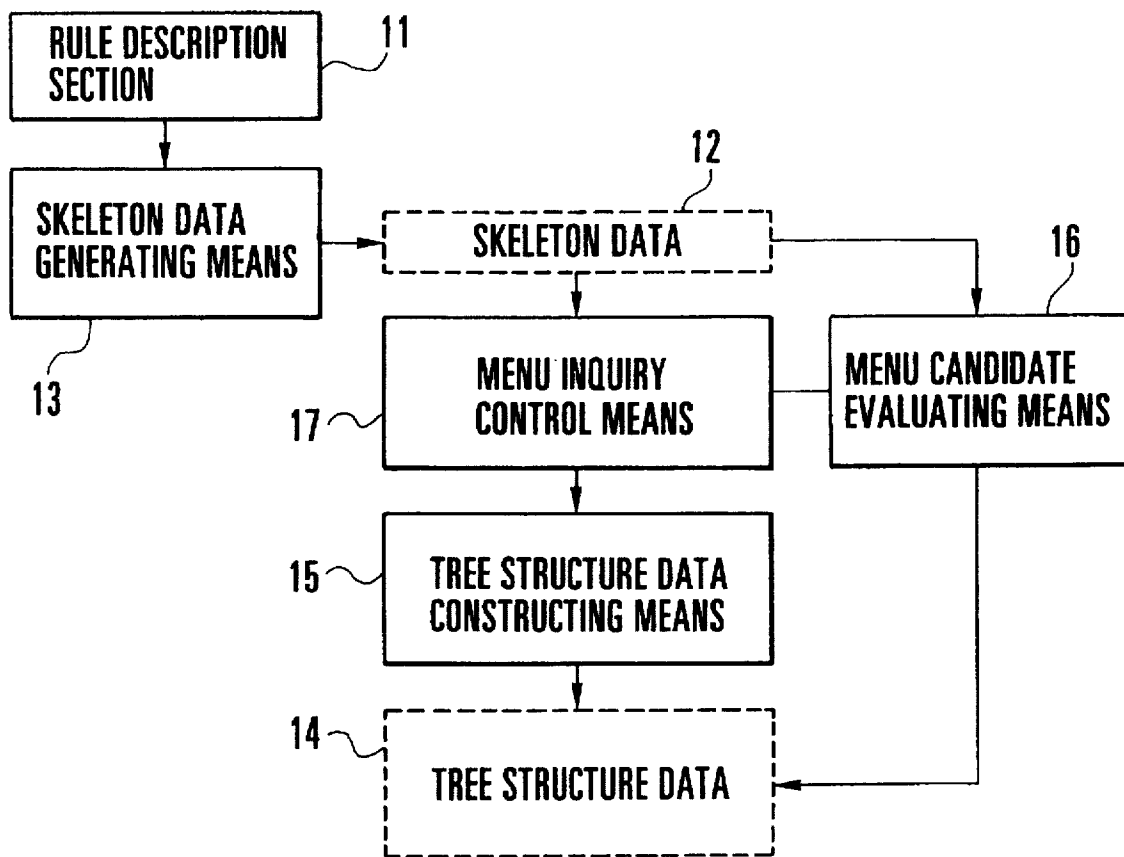 RULE DESCRIPTION
SECTION
11
SKELETON DATA
GENERATING MEANS
13
12
SKELETON DATA
16
MENU INQUIRY
CONTROL MEANS
17
MENU CANDIDATE
EVALUATING MEANS
15
TREE STRUCTURE DATA
CONSTRUCTING MEANS
14
TREE STRUCTURE DATA